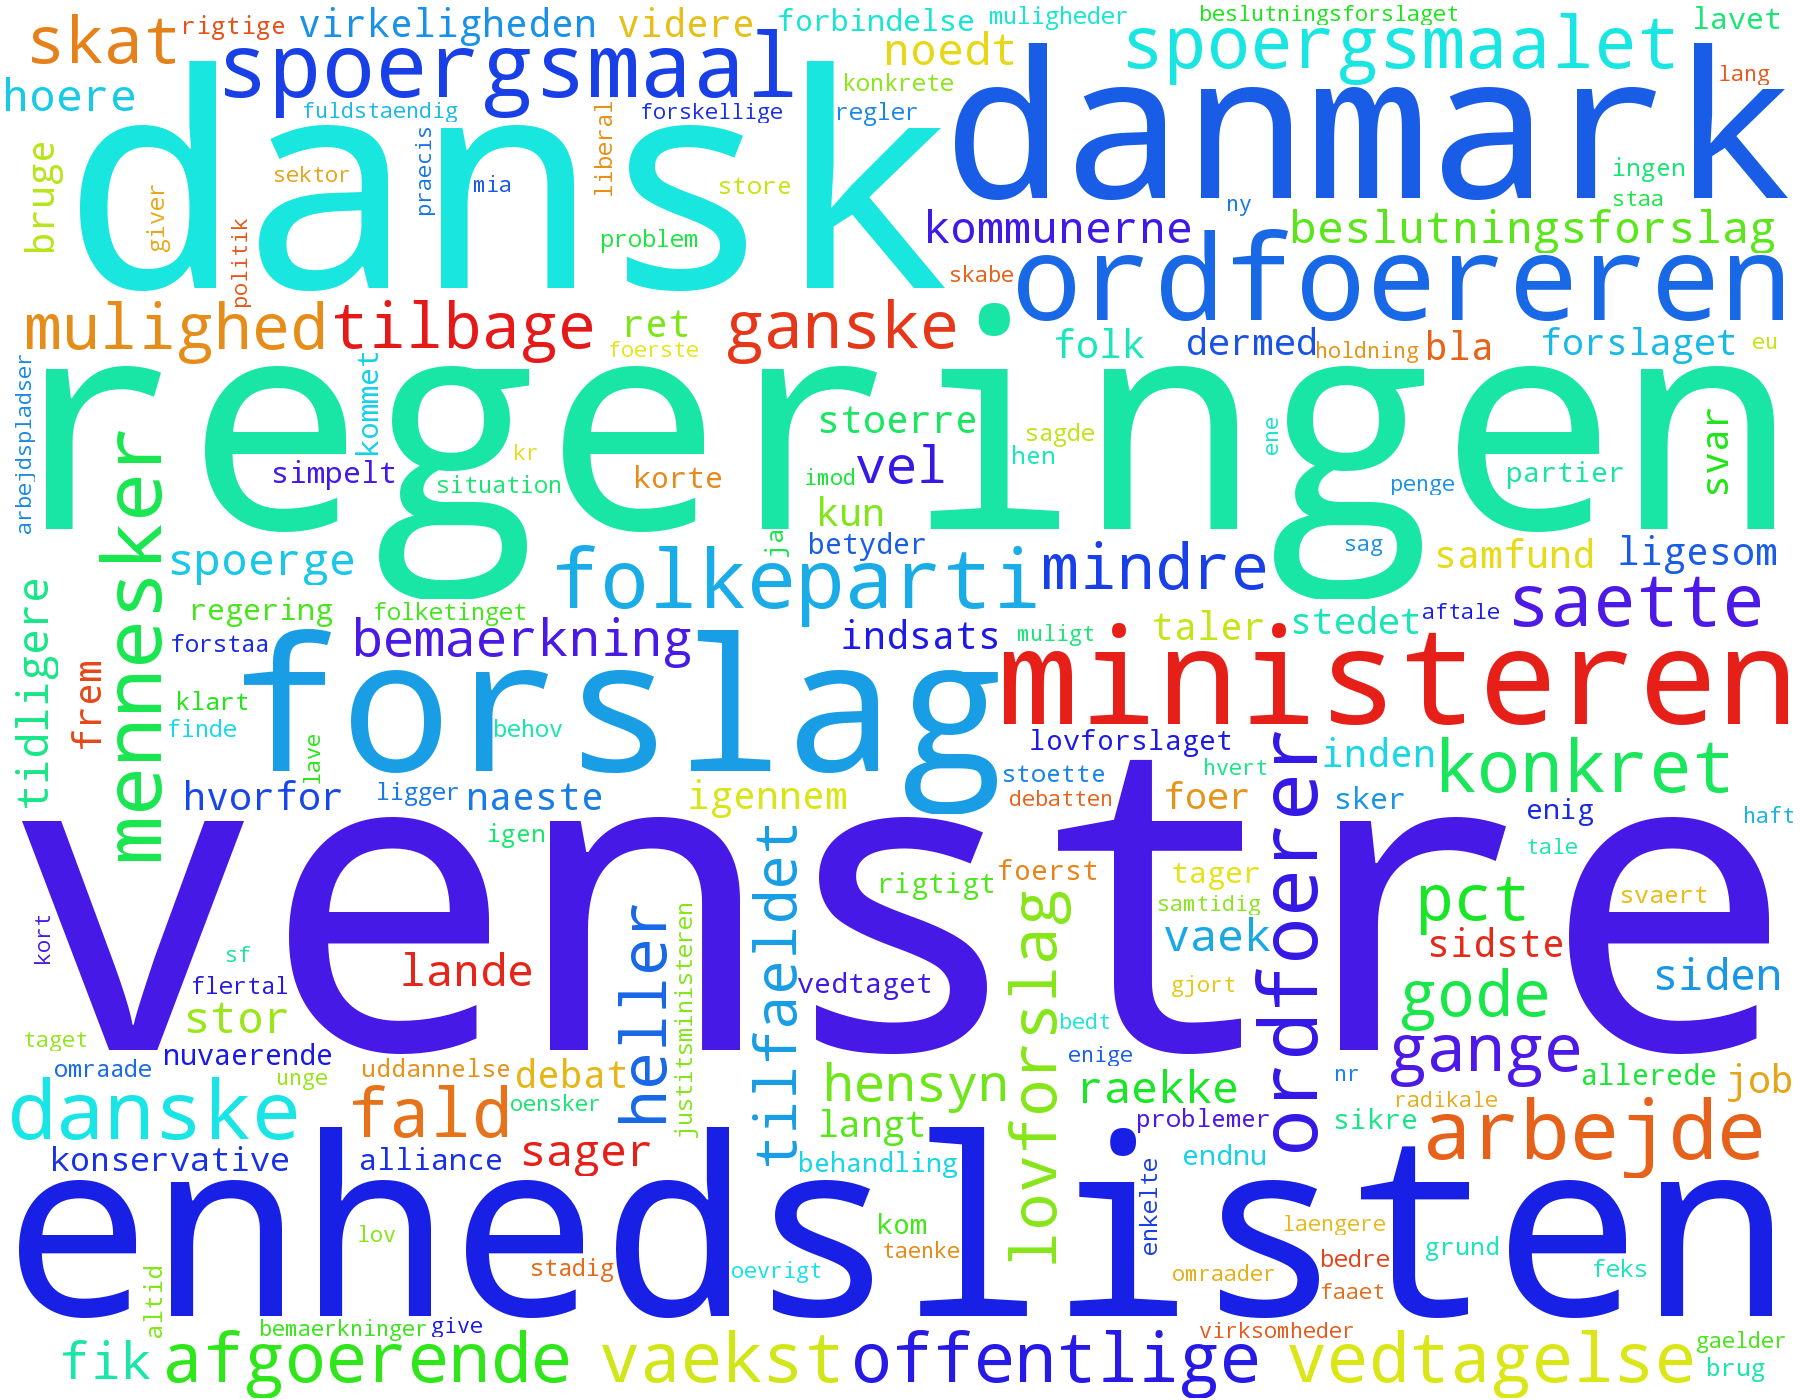 skat
rigtige
virkeligheden
videre
forbindelse
muligheder
beslutningsforslaget
lavet
hoere
spoergsmaal
noedt
spoergsmaalet
konkrete
lang
fuldstaendig
forskellige
regler
dansk
danmark
bruge
sektor
praecis
mia
liberal
store
ingen
staa
giver
politik
problem
ny
kommunerne
beslutningsforslag
skabe
ordfoereren
mulighed
tilbage
ret
foerste
ganske
folk
dermed
holdning
bla
forslaget
eu
arbejdspladser
regeringen
kommet
stoerre
sagde
ene
svar
simpelt
kr
situation
korte
imod
vel
hen
penge
partier
mennesker
kun
ja
betyder
sag
samfund
ligesom
spoerge
folkeparti
mindre
saette
tidligere
regering
folketinget
aftale
forstaa
bemaerkning
indsats
muligt
taler
stedet
frem
forslag
ministeren
klart
finde
behov
lave
lovforslaget
ordfoerer
inden
konkret
hvorfor
ligger
naeste
igennem
stoette
debatten
hvert
foer
sker
enig
haft
venstre
igen
tilfaeldet
tale
rigtigt
foerst
tager
samtidig
pct
svaert
kort
sf
flertal
lande
heller
justitsministeren
vedtaget
lovforslag
vaek
gjort
sidste
siden
taget
stor
nuvaerende
bedt
enige
gode
gange
omraade
unge
uddannelse
debat
oensker
hensyn
raekke
nr
radikale
allerede
job
danske
fald
langt
problemer
sikre
arbejde
konservative
alliance
sager
behandling
endnu
enhedslisten
enkelte
lov
kom
taenke
laengere
bedre
grund
feks
altid
stadig
oevrigt
omraader
faaet
bemaerkninger
give
virksomheder
gaelder
brug
fik
afgoerende
vaekst
offentlige
vedtagelse